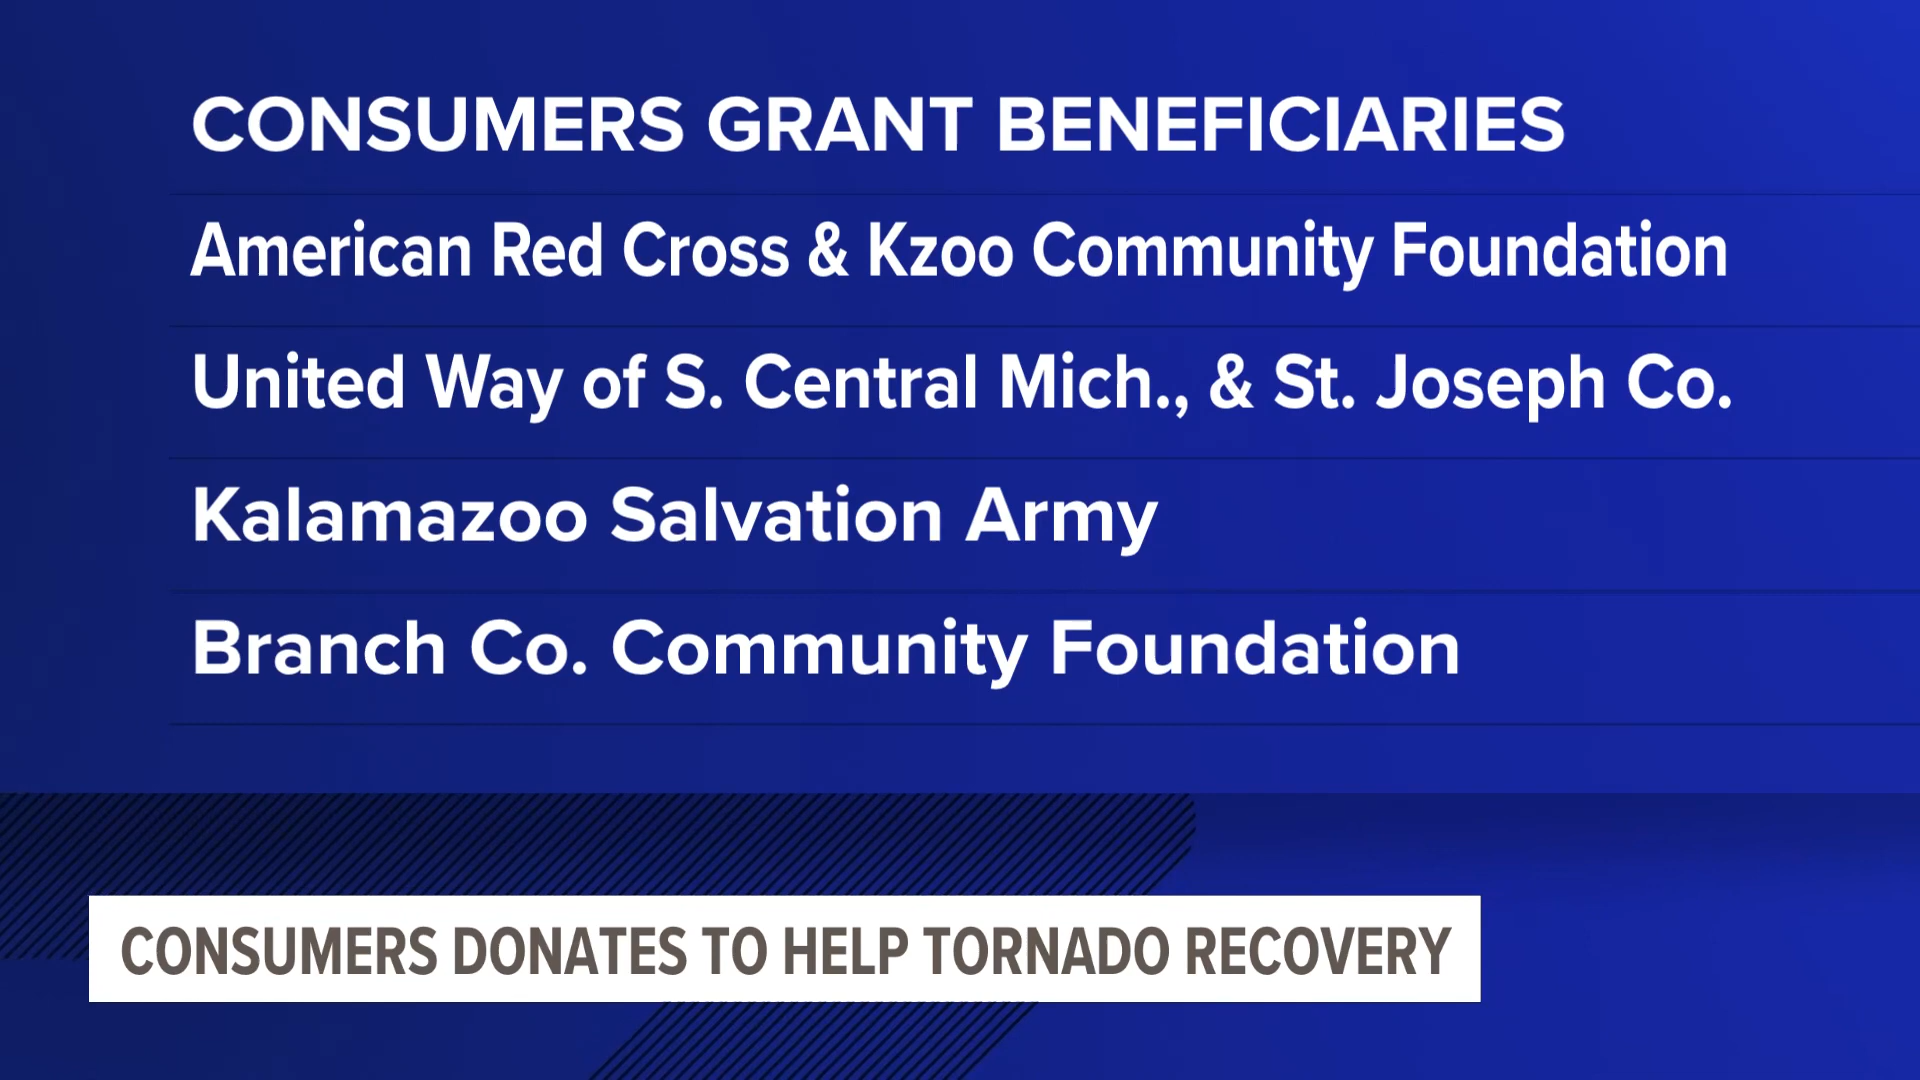 CONSUMERS GRANT BENEFICIARIES
American Red Cross & Kzoo Community Foundation
United Way of S. Central Mich., & St. Joseph Co.
Kalamazoo Salvation Army
Branch Co. Community Foundation
CONSUMERS DONATES TO HELP TORNADO RECOVERY